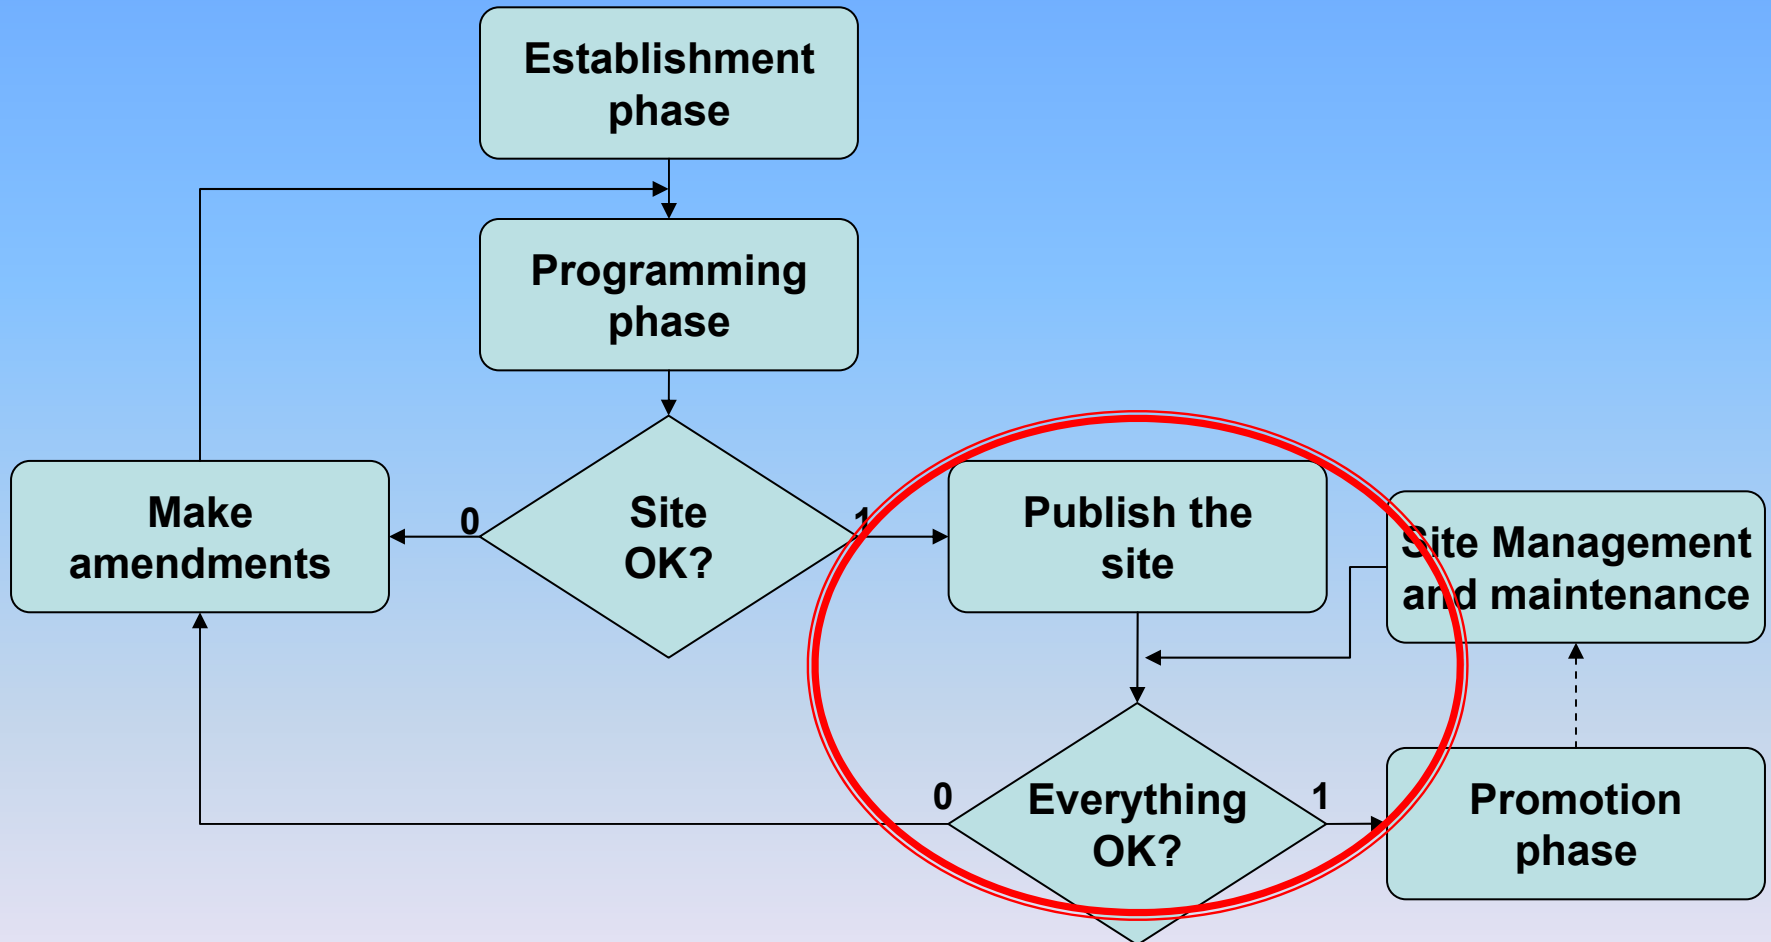 Establishment
phase
Programming
phase
Make
amendments
0
Site
OK?
1
Publish the
site
Site Management
and maintenance
0
Everything
OK?
1
Promotion
phase